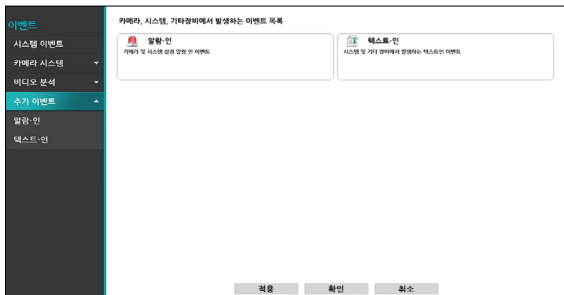 이벤트
시스템 이벤트
카메라 시스템
비디오 분석
추가 이벤트
알람-인
텍스트-인
카메라, 시스템, 기타장비에서 발생하는 이벤트 목록
알람-인
카메라 및 시스템 설정 알람 인 이벤트
텍스트-인
시스템 및 기타 장비에서 발생하는 텍스트인 이벤트
적용
확인
취소